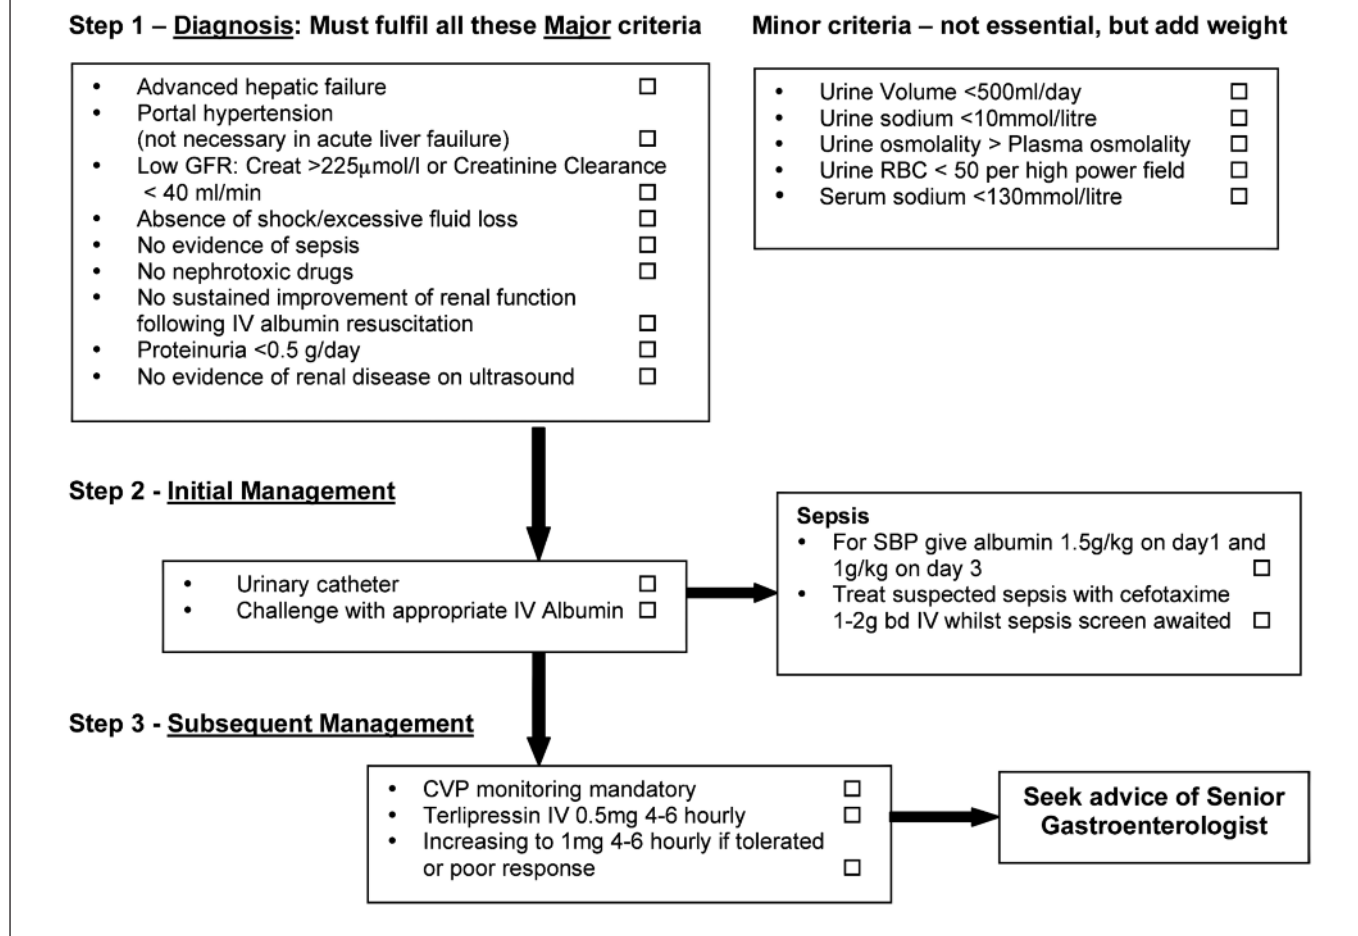 Step 1 – Diagnosis: Must fulfil all these Major criteria
• Advanced hepatic failure ☐
• Portal hypertension
(not necessary in acute liver fauilure) ☐
• Low GFR: Creat >225μmol/l or Creatinine Clearance
< 40 ml/min ☐
• Absence of shock/excessive fluid loss ☐
• No evidence of sepsis ☐
• No nephrotoxic drugs ☐
• No sustained improvement of renal function
following IV albumin resuscitation ☐
• Proteinuria <0.5 g/day ☐
• No evidence of renal disease on ultrasound ☐
Minor criteria – not essential, but add weight
• Urine Volume <500ml/day ☐
• Urine sodium <10mmol/litre ☐
• Urine osmolality > Plasma osmolality ☐
• Urine RBC < 50 per high power field ☐
• Serum sodium <130mmol/litre ☐
Step 2 - Initial Management
• Urinary catheter ☐
• Challenge with appropriate IV Albumin ☐
Sepsis
• For SBP give albumin 1.5g/kg on day1 and
1g/kg on day 3 ☐
• Treat suspected sepsis with cefotaxime
1-2g bd IV whilst sepsis screen awaited ☐
Step 3 - Subsequent Management
• CVP monitoring mandatory ☐
• Terlipressin IV 0.5mg 4-6 hourly ☐
• Increasing to 1mg 4-6 hourly if tolerated
or poor response ☐
Seek advice of Senior
Gastroenterologist